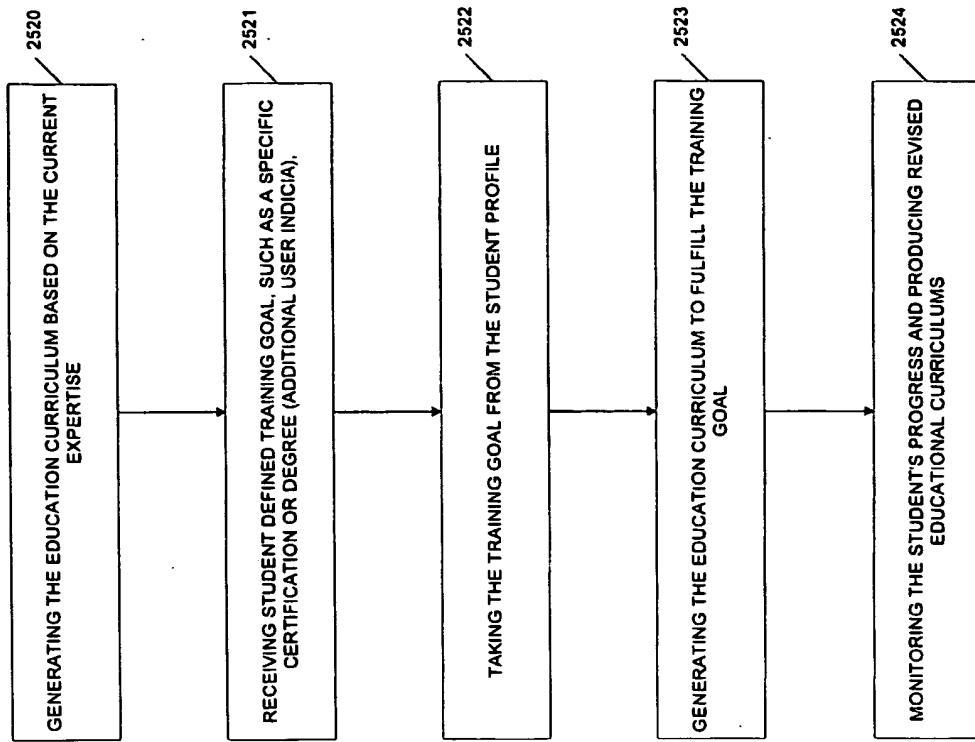 2520
GENERATING THE EDUCATION CURRICULUM BASED ON THE CURRENT
EXPERTISE
2521
RECEIVING STUDENT DEFINED TRAINING GOAL, SUCH AS A SPECIFIC
CERTIFICATION OR DEGREE (ADDITIONAL USER INDICIA),
2522
TAKING THE TRAINING GOAL FROM THE STUDENT PROFILE
2523
GENERATING THE EDUCATION CURRICULUM TO FULFILL THE TRAINING
GOAL
2524
MONITORING THE STUDENT'S PROGRESS AND PRODUCING REVISED
EDUCATIONAL CURRICULUMS